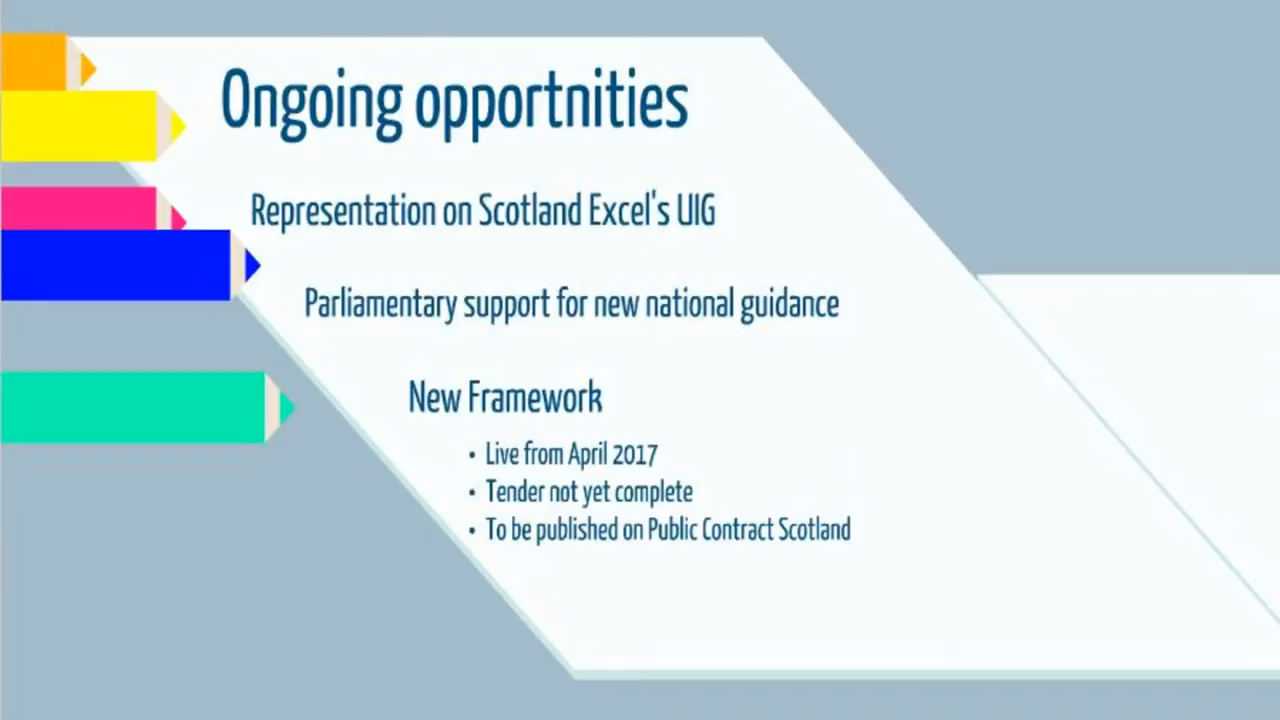 Ongoing opportnities
Representation on Scotland Excel's UIG
Parliamentary support for new national guidance
New Framework
• Live from April 2017
• Tender not yet complete
• To be published on Public Contract Scotland